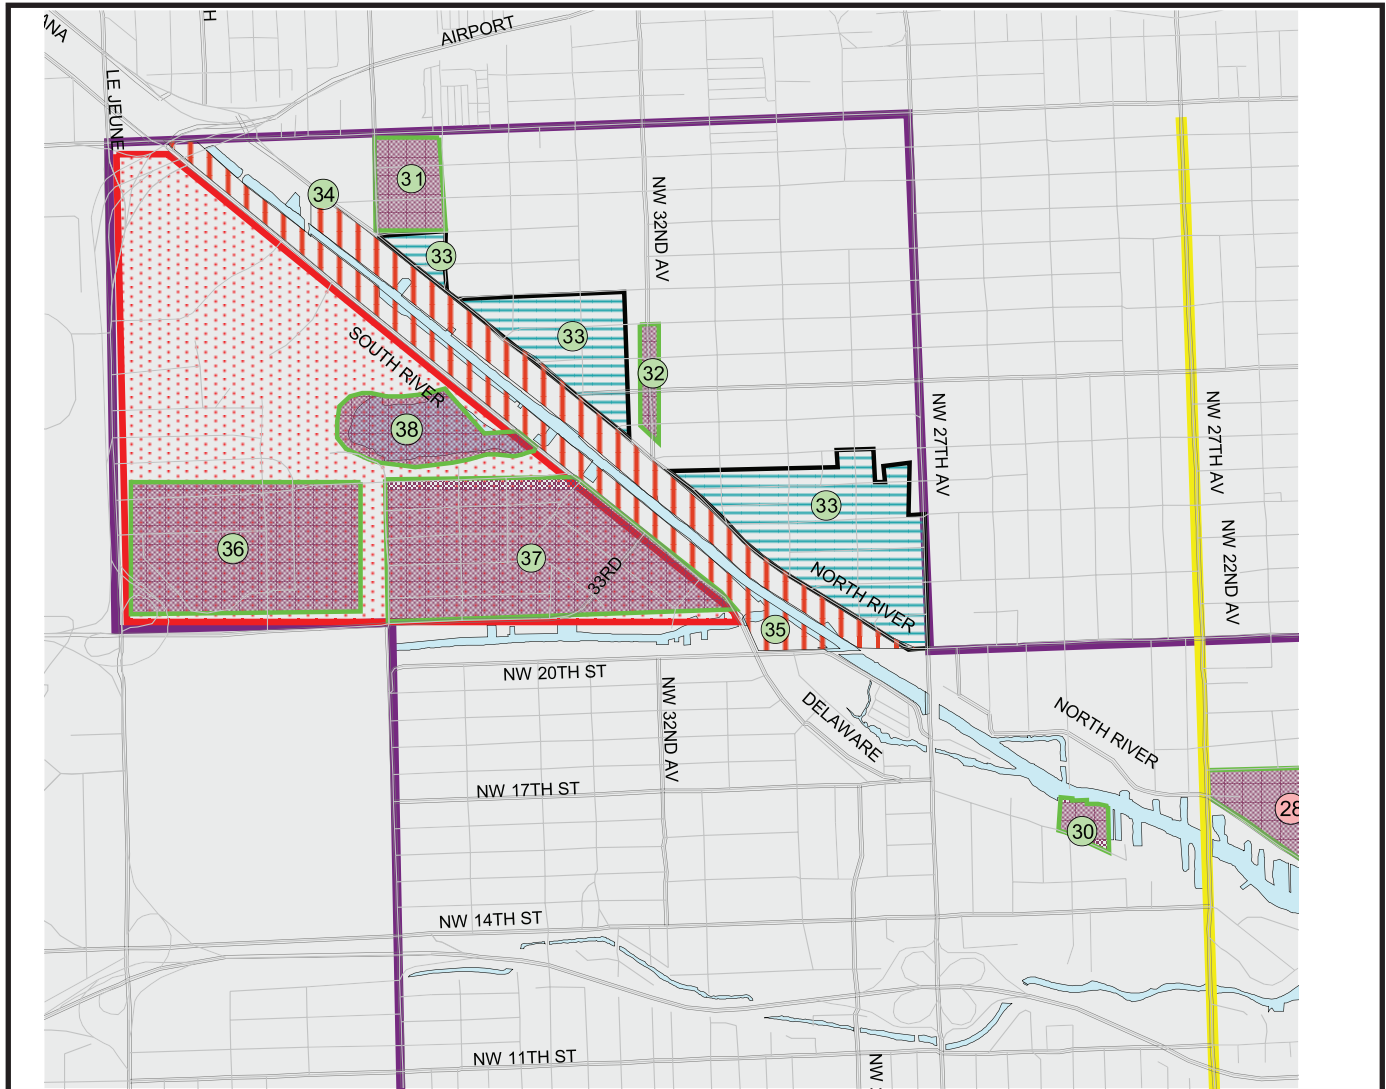 ANA
H
AIRPORT
LE JEUNE
34
31
33
NW 32ND AV
33
SOUTH RIVER
32
38
NW 27TH AV
NW 27TH AV
33
36
37
33RD
NW 22ND AV
NORTH RIVER
35
NW 20TH ST
NW 32ND AV
DELAWARE
NORTH RIVER
NW 17TH ST
28
30
NW 14TH ST
NW 11TH ST
NW